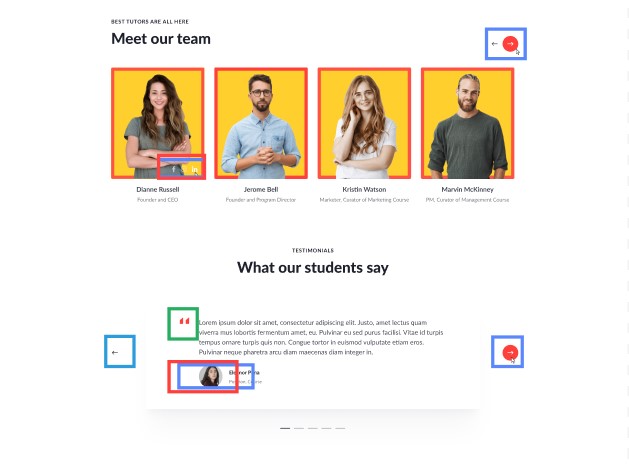 BEST TUTORS ARE ALL HERE
Meet our team
Dianne Russell
Founder and CEO
Jerome Bell
Founder and Program Director
Kristin Watson
Marketer, Curator of Marketing Course
Marvin McKinney
PM, Curator of Management Course
TESTIMONIALS
What our students say
Lorem ipsum dolor sit amet, consectetur adipiscing elit. Justo, amet lectus quam
viverra mus lobortis fermentum amet, eu. Pulvinar eu sed purus facilisi. Vitae id turpis
tempus ornare turpis quis non. Congue tortor in euismod vulputate etiam eros.
Pulvinar neque pharetra arcu diam maecenas diam integer in.
Eleanor Pena
Position, Course